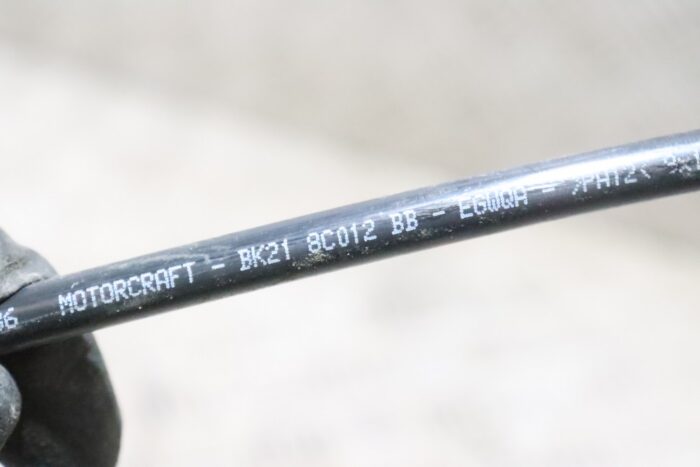 MOTORCRAFT - BK21 8C012 BB - EGWQA - >PA12<